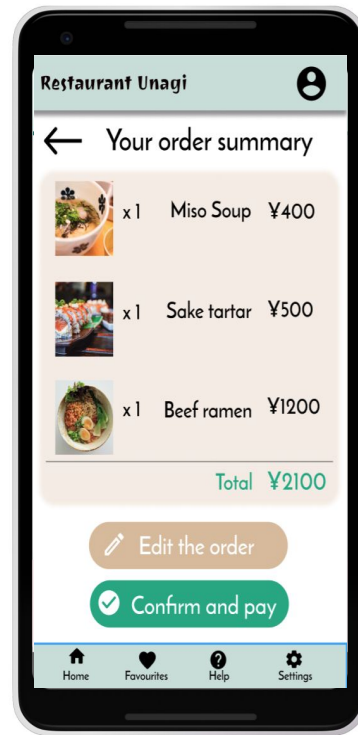 Restaurant Unagi
Your order summary
x 1 Miso Soup ¥400
x 1 Sake tartar ¥500
x 1 Beef ramen ¥1200
Total ¥2100
Edit the order
Confirm and pay
Home Favourites Help Settings